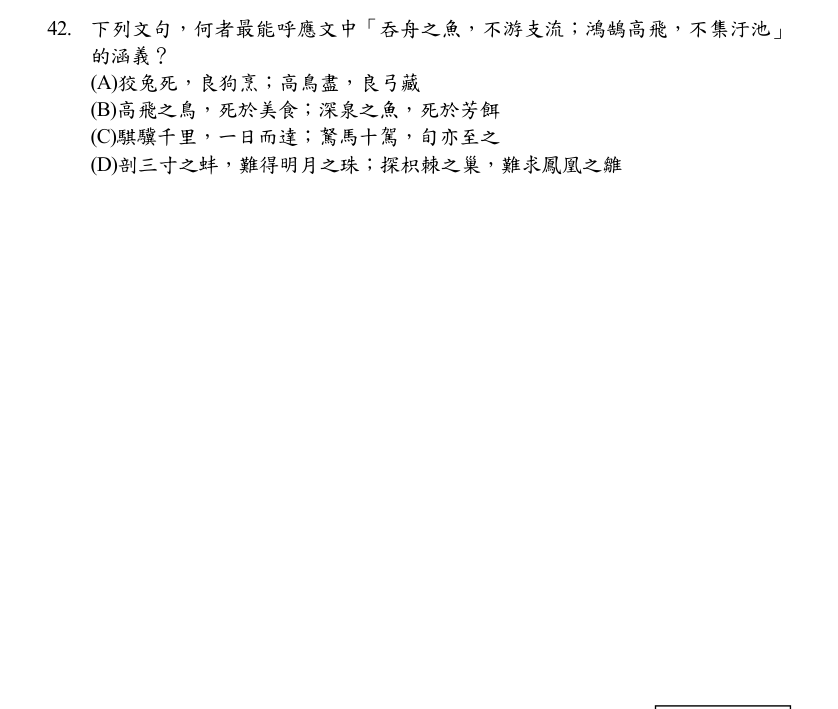 42. 下列文句，何者最能呼應文中「吞舟之魚，不游支流；鴻鵠高飛，不集汙池」
的涵義？
(A)狡兔死，良狗烹；高鳥盡，良弓藏
(B)高飛之鳥，死於美食；深泉之魚，死於芳餌
(C)騏驥千里，一日而達；駑馬十駕，旬亦至之
(D)剖三寸之蚌，難得明月之珠；探枳棘之巢，難求鳳凰之雛